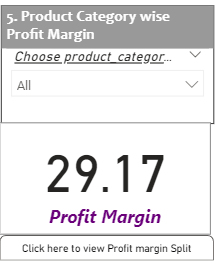 5. Product Category wise
Profit Margin
Choose product_categor...
All
29.17
Profit Margin
Click here to view Profit margin Split